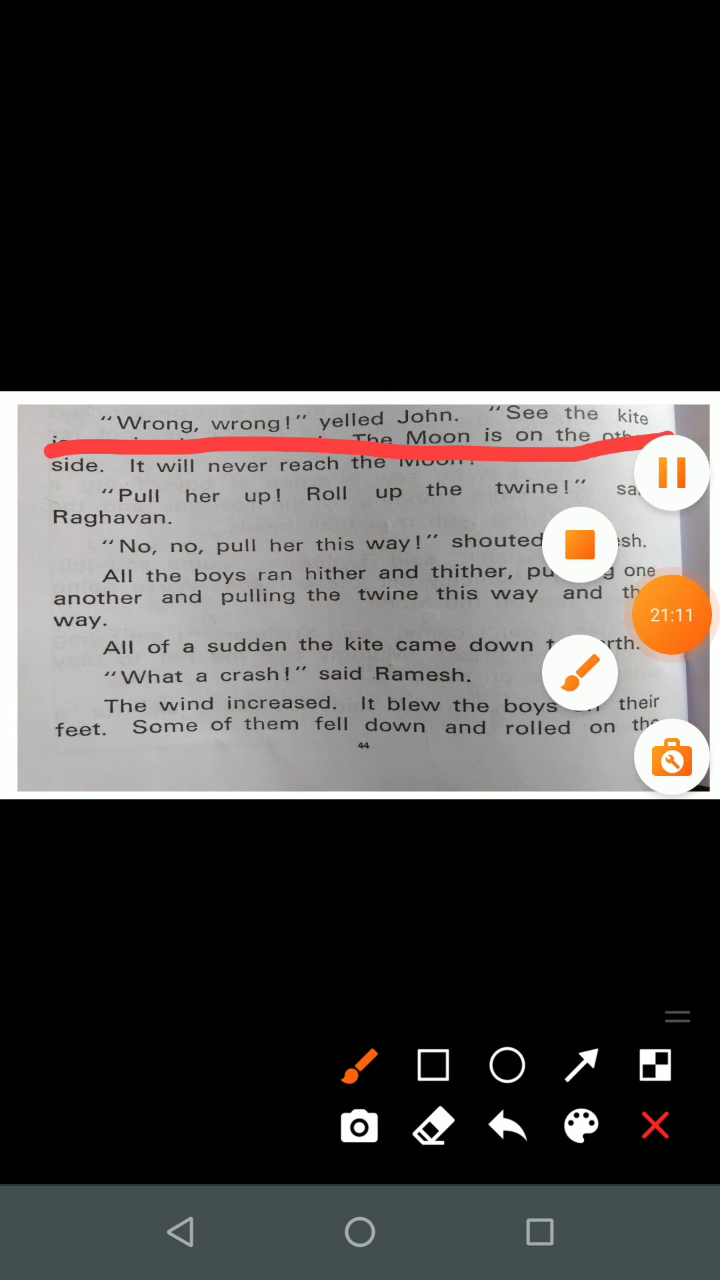 “Wrong, wrong!” yelled John. “See the kite
The Moon is on the
side. It will never reach the Moon!
“Pull her up! Roll up the twine!”
Raghavan.
“No, no, pull her this way!” shouted
All the boys ran hither and thither, one
another and pulling the twine this way and
way.
All of a sudden the kite came down
“What a crash!” said Ramesh.
The wind increased. It blew the boys their
feet. Some of them fell down and rolled on the
44
21:11